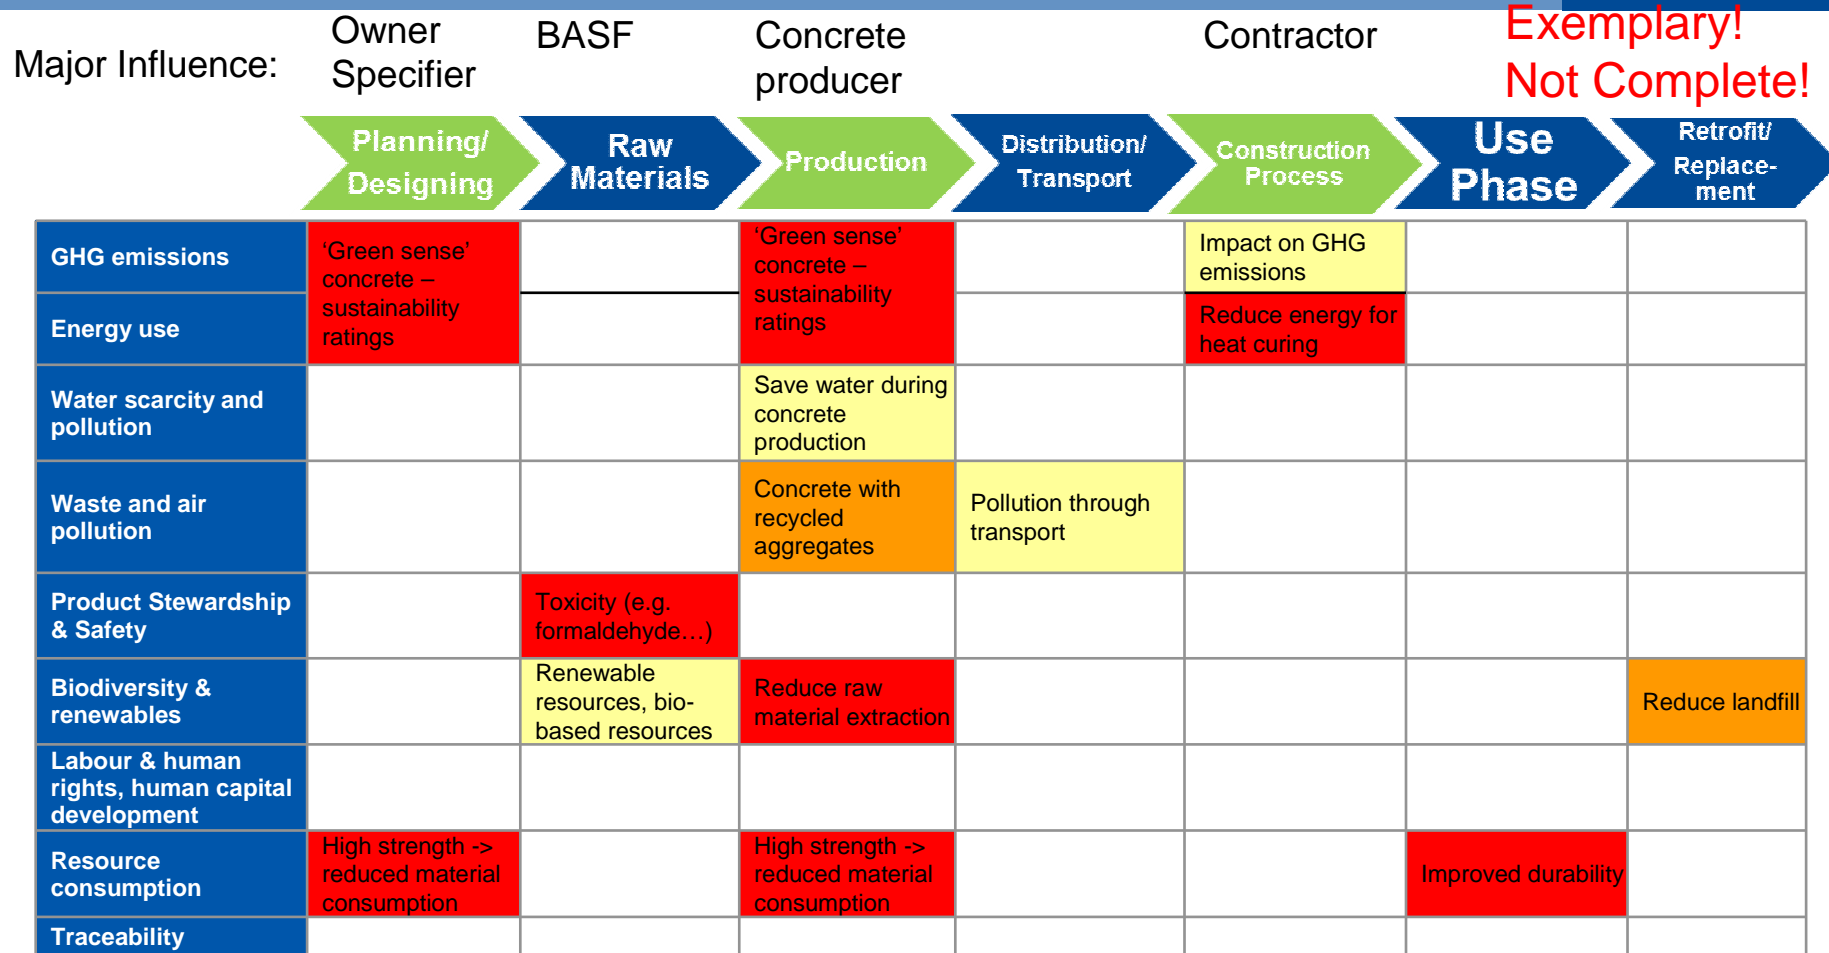 Major Influence:
Owner
Specifier
BASF
Concrete
producer
Contractor
Exemplary!
Not Complete!
Planning/
Designing
Raw
Materials
Production
Distribution/
Transport
Construction
Process
Use
Phase
Retrofit/
Replace-
ment
GHG emissions
‘Green sense’
concrete –
sustainability
ratings
‘Green sense’
concrete –
sustainability
ratings
Impact on GHG
emissions
Energy use
Reduce energy for
heat curing
Water scarcity and
pollution
Save water during
concrete
production
Waste and air
pollution
Concrete with
recycled
aggregates
Pollution through
transport
Product Stewardship
& Safety
Toxicity (e.g.
formaldehyde…)
Biodiversity &
renewables
Renewable
resources, bio-
based resources
Reduce raw
material extraction
Reduce landfill
Labour & human
rights, human capital
development
Resource
consumption
High strength ->
reduced material
consumption
High strength ->
reduced material
consumption
Improved durability
Traceability